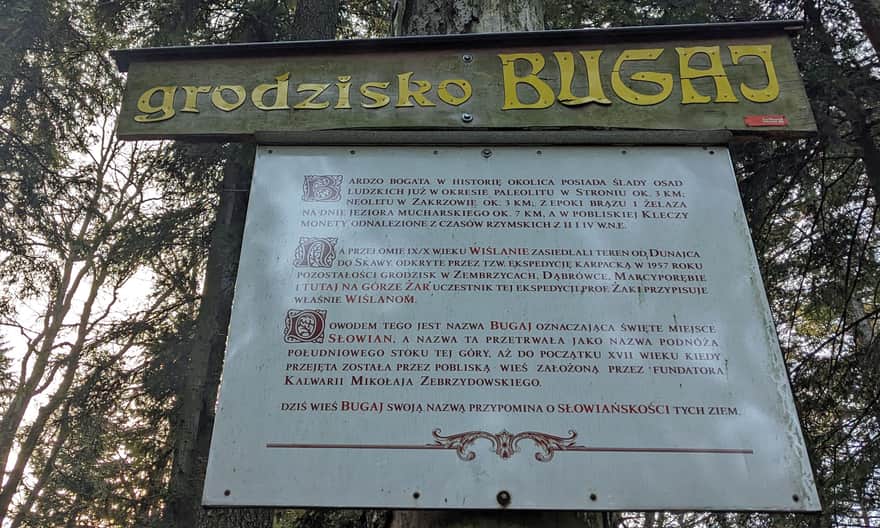 grodzisko BUGAJ
BARDZO BOGATA W HISTORIĘ OKOLICA POSIADA ŚLADY OSAD
LUDZKICH JUŻ W OKRESIE PALEOLITU W STRONIU OK. 3 KM;
NEOLITU W ZAKRZOWIE OK. 3 KM, Z EPOKI BRĄZU I ŻELAZA
NA DNIE JEZIORA MUCHARSKIEGO OK. 7 KM, A W POBLISKIEJ KLECZY
MONETY ODNALEZIONE Z CZASÓW RZYMSKICH Z II I IV W.N.E.
NA PRZEŁOMIE IX/X WIEKU WIŚLANIE ZASIEDLALI TEREN OD DUNAJCA
DO SKAWY. ODKRYTE PRZEZ TZW. EKSPEDYCJĘ KARPACKĄ W 1957 ROKU
POZOSTAŁOŚCI GRODZISK W ZEMBRZYCACH, DĄBRÓWCE, MARCYPORĘBIE
I TUTAJ NA GÓRZE ŻAR UCZESTNIK TEJ EKSPEDYCJI PROF. ŻAKI PRZYPISUJE
WŁAŚNIE WIŚLANOM.
DOWODEM TEGO JEST NAZWA BUGAJ OZNACZAJĄCA ŚWIĘTE MIEJSCE
SŁOWIAN, A NAZWA TA PRZETRWAŁA JAKO NAZWA PODNÓŻA
POŁUDNIOWEGO STOKU TEJ GÓRY, AŻ DO POCZĄTKU XVII WIEKU KIEDY
PRZEJĘTA ZOSTAŁA PRZEZ POBLISKĄ WIEŚ ZAŁOŻONĄ PRZEZ FUNDATORA
KALWARII MIKOŁAJA ZEBRZYDOWSKIEGO.
DZIŚ WIEŚ BUGAJ SWOJĄ NAZWĄ PRZYPOMINA O SŁOWIAŃSKOŚCI TYCH ZIEM.